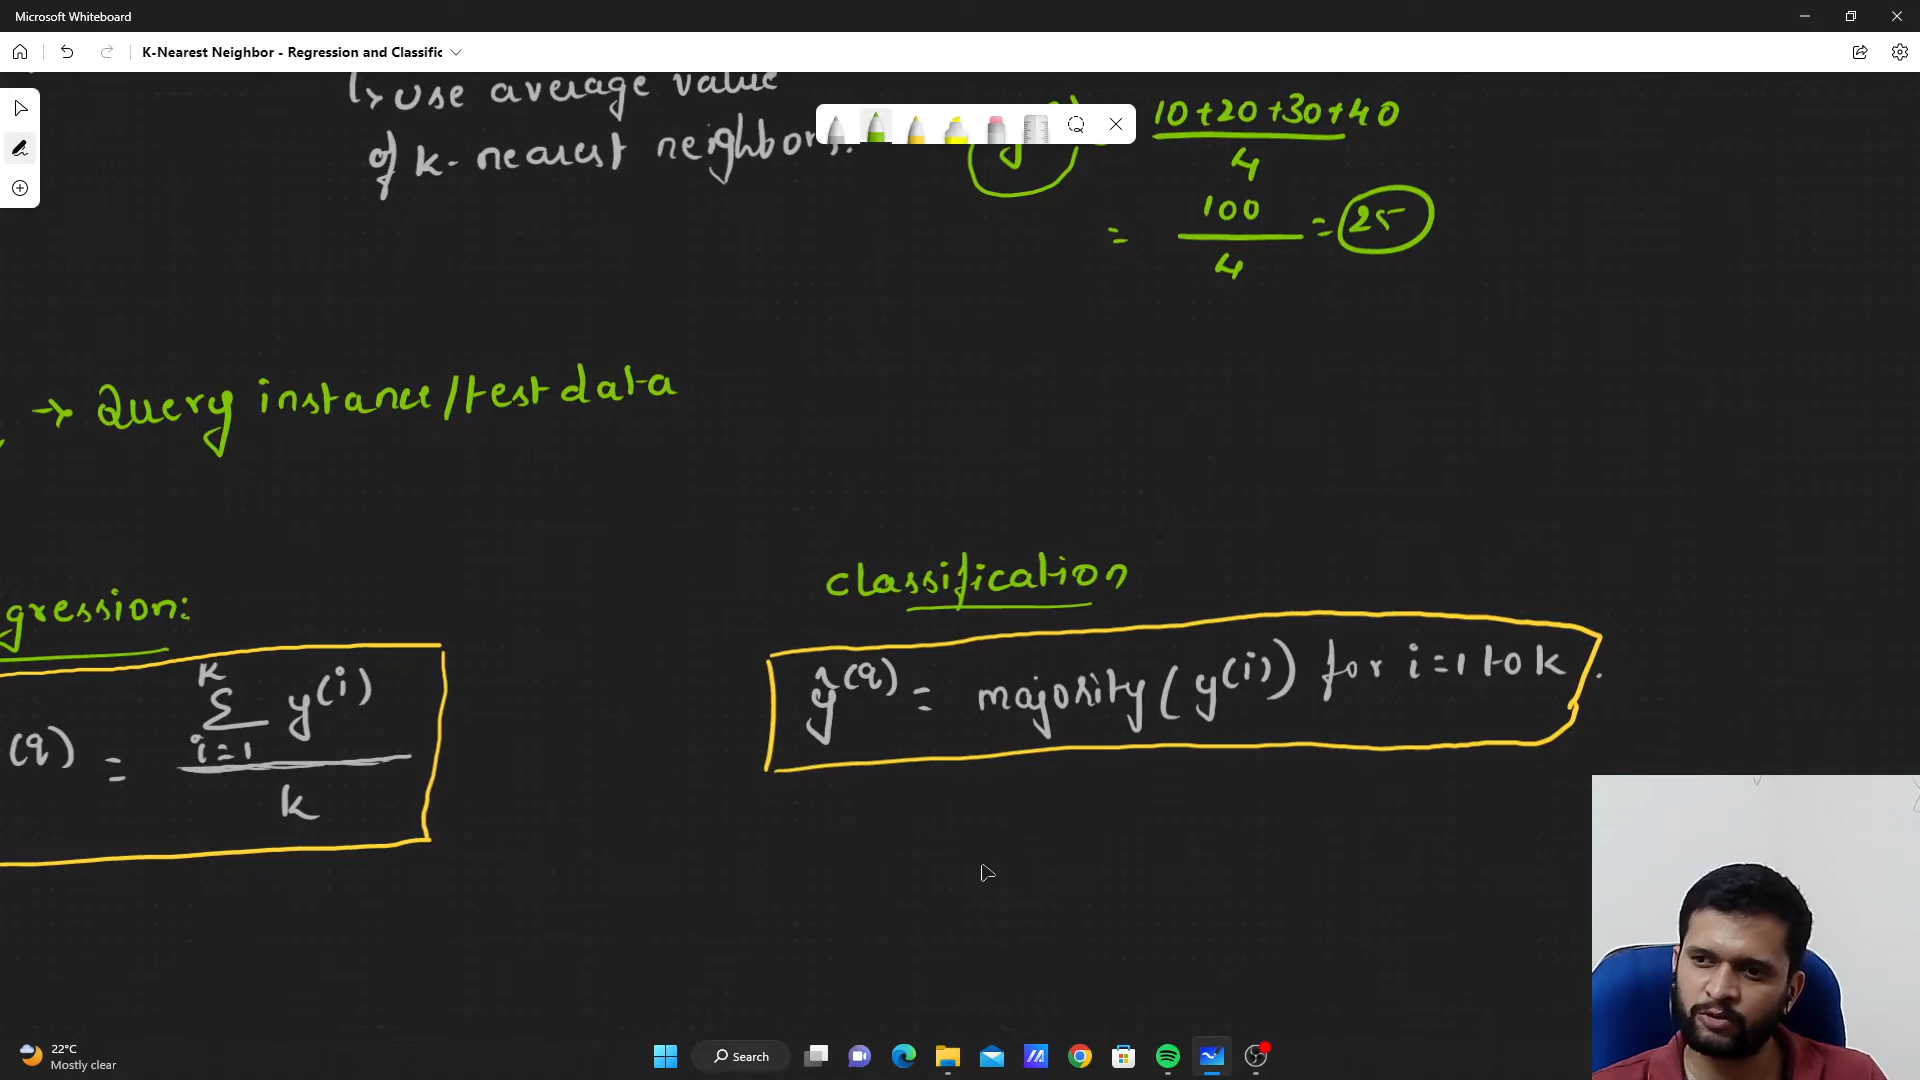 Microsoft Whiteboard
K-Nearest Neighbor - Regression and Classific
↳ use average value
of k- nearest neighbors.
10+20+30+40
4
= 100 = 25
4
→ Query instance/test data
gression:
(q) = K Σ i=1 y(i)
k
classification
ŷ(q) = majority(y(i)) for i=1 to k.
22°C
Mostly clear
Search